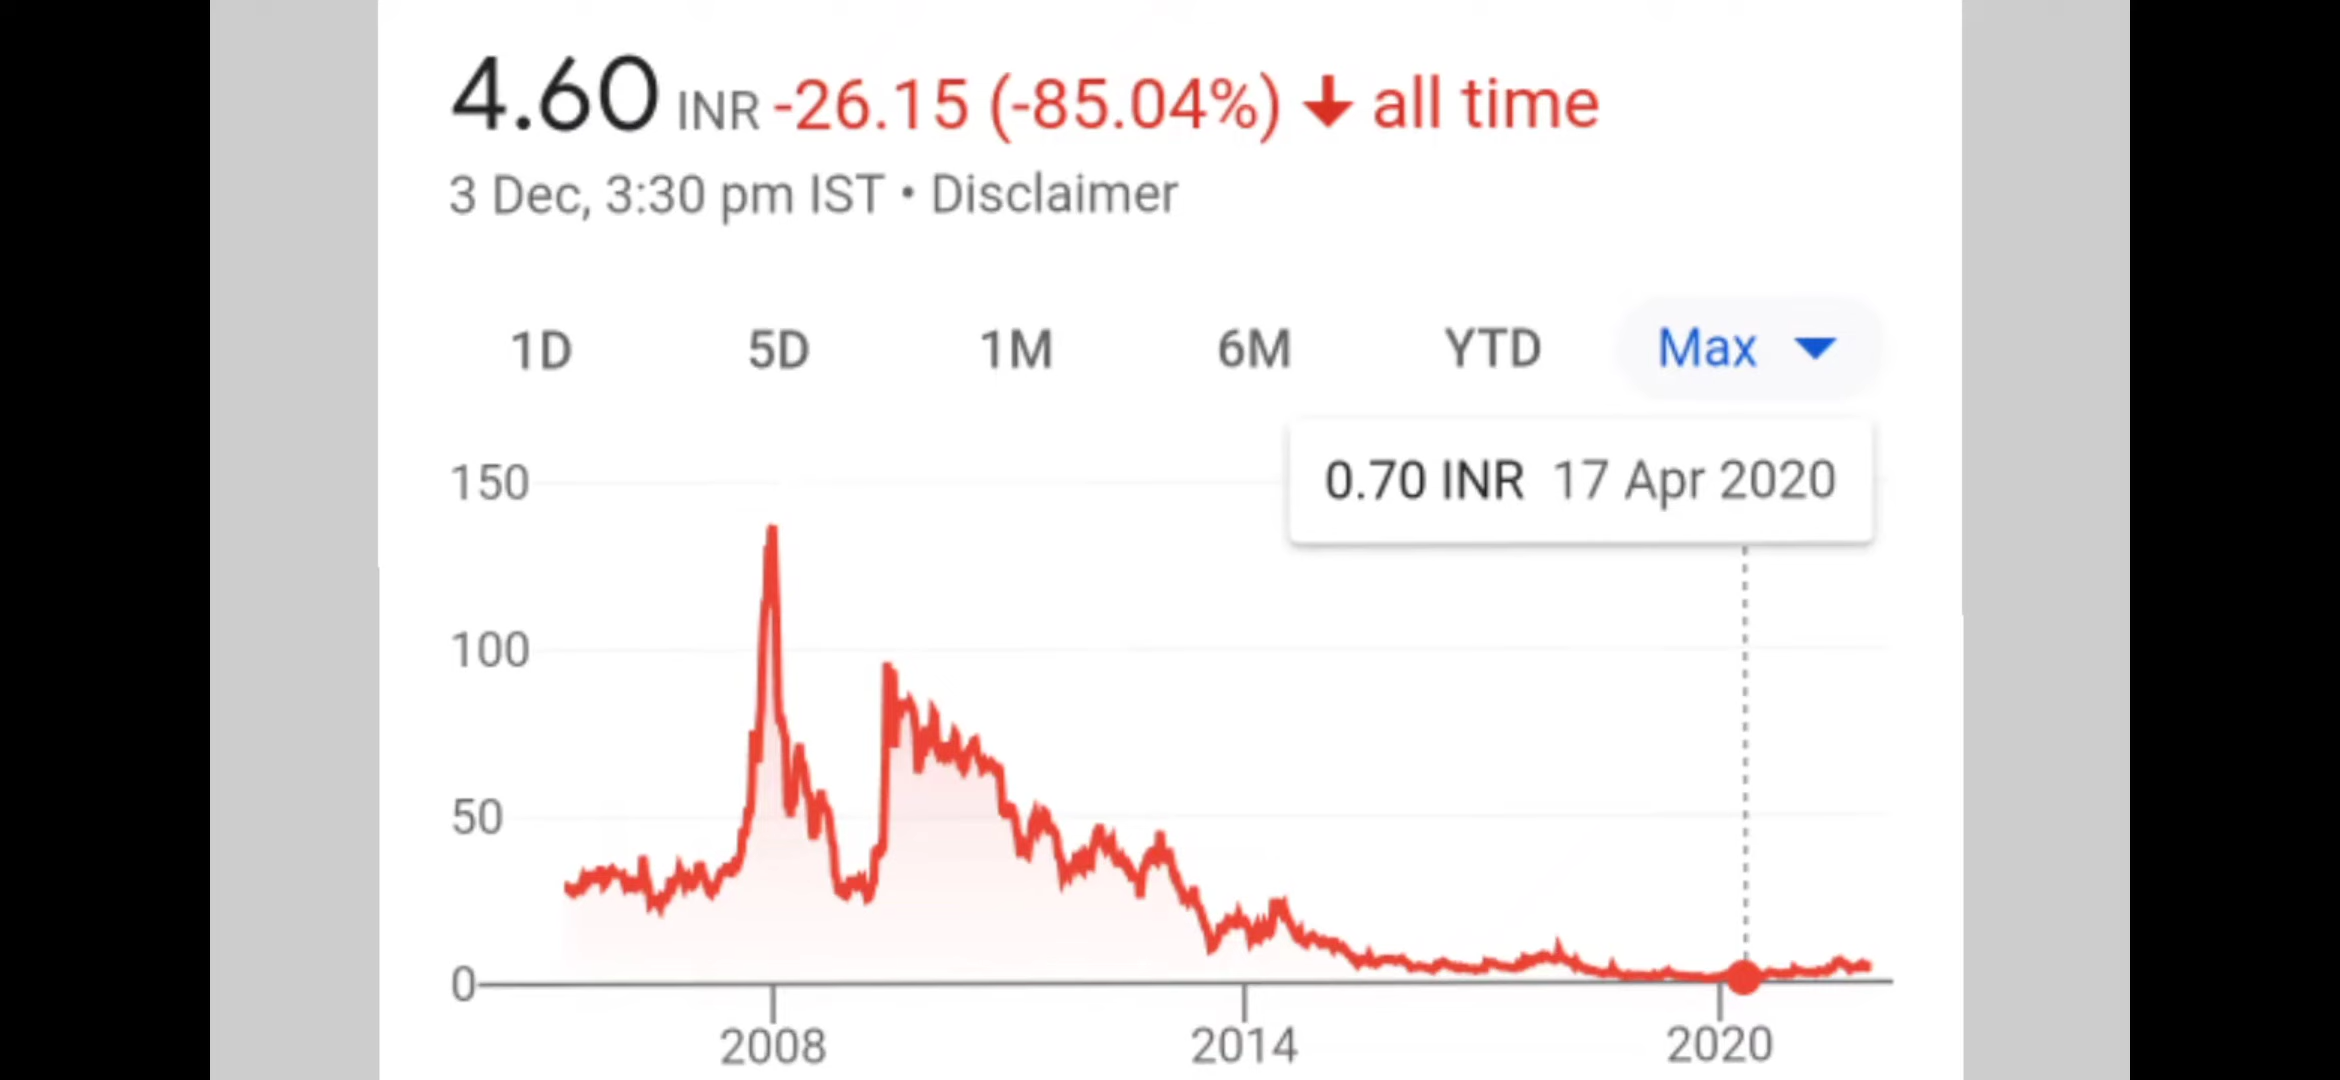 4.60 INR -26.15 (-85.04%) ↓ all time
3 Dec, 3:30 pm IST • Disclaimer
1D 5D 1M 6M YTD Max
0.70 INR 17 Apr 2020
150
100
50
0
2008 2014 2020